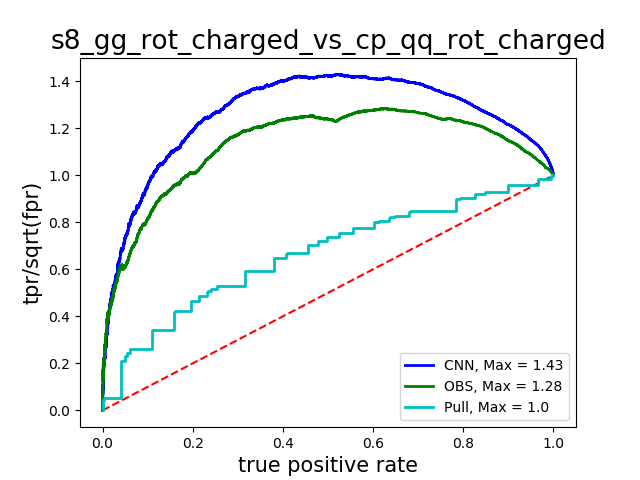 s8_gg_rot_charged_vs_cp_qq_rot_charged
tpr/sqrt(fpr)
1.4
1.2
1.0
0.8
0.6
0.4
0.2
0.0
CNN, Max = 1.43
OBS, Max = 1.28
Pull, Max = 1.0
0.0 0.2 0.4 0.6 0.8 1.0
true positive rate